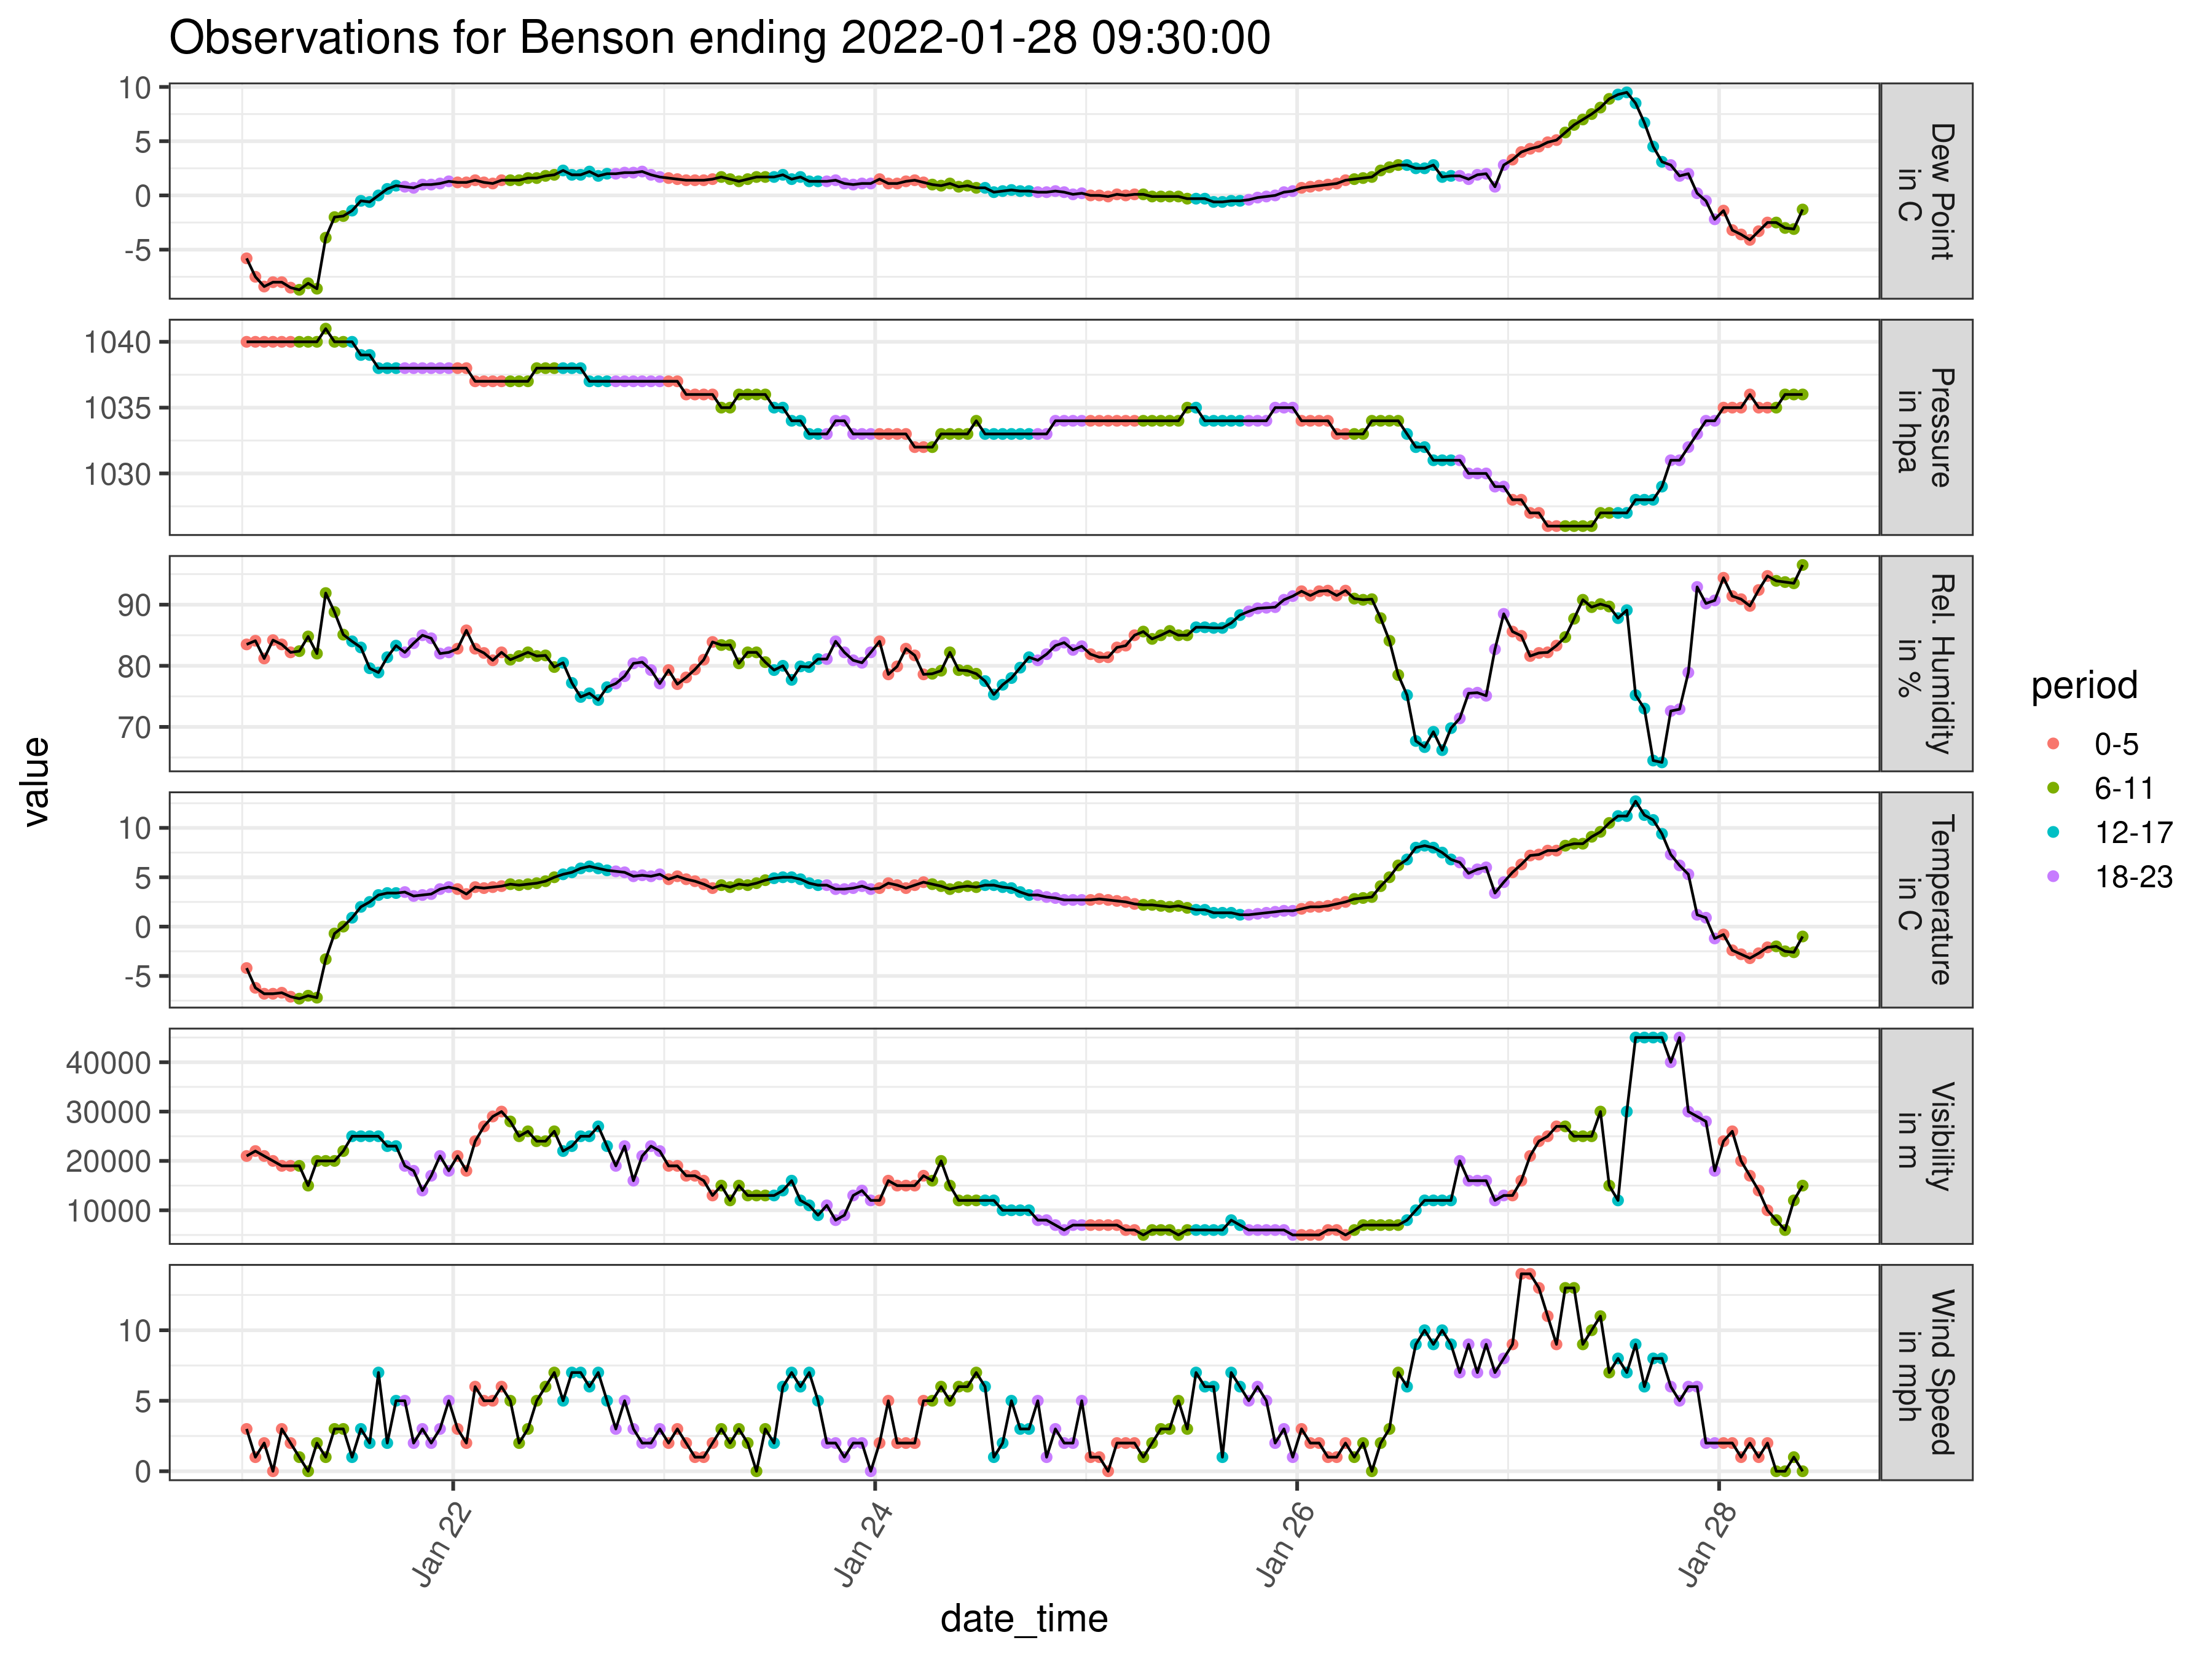 Observations for Benson ending 2022-01-28 09:30:00
10
5
0
-5
Dew Point
in C
1040
1035
1030
Pressure
in hpa
90
80
70
Rel. Humidity
in %
10
5
0
-5
Temperature
in C
40000
30000
20000
10000
Visibility
in m
10
5
0
Wind Speed
in mph
value
Jan 22
Jan 24
Jan 26
Jan 28
date_time
period
0-5
6-11
12-17
18-23